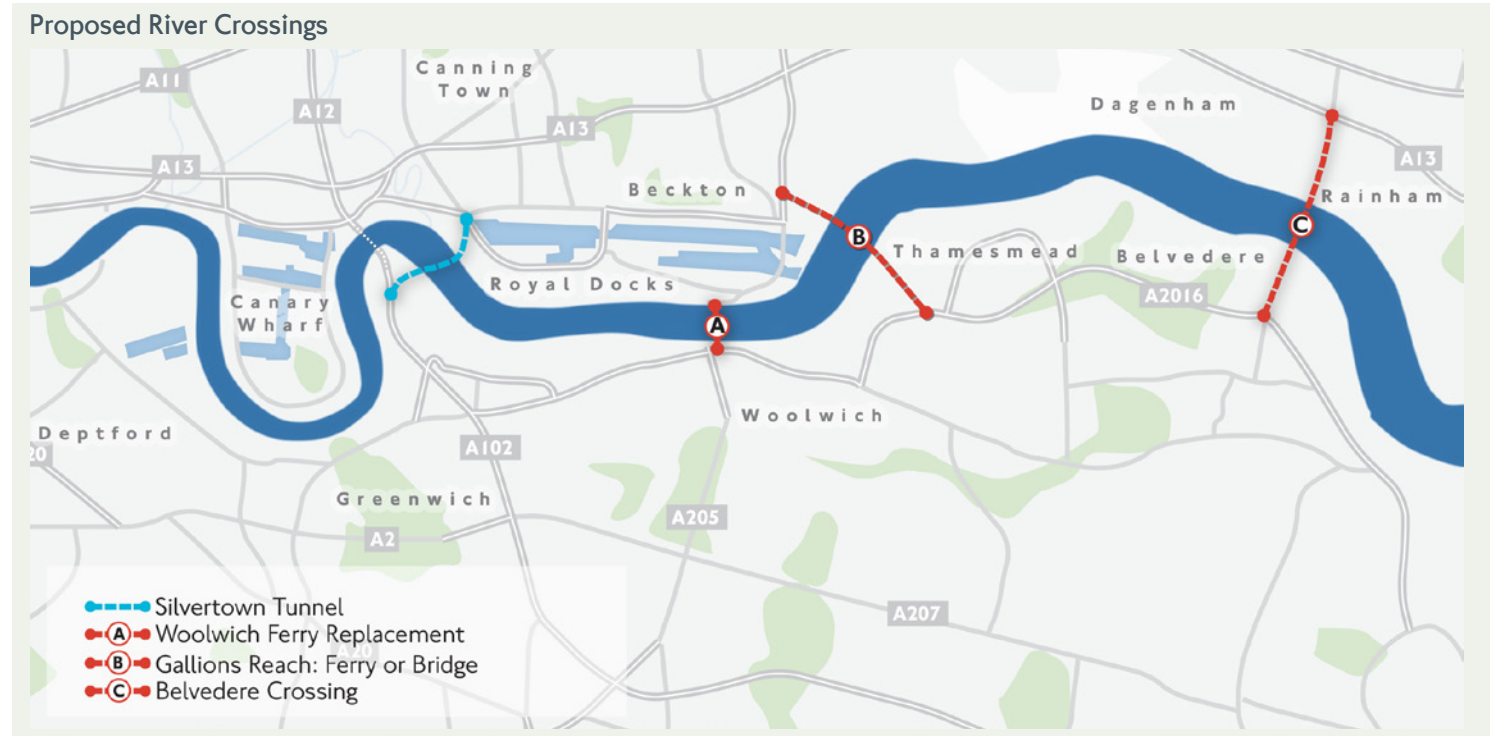 Proposed River Crossings
Canning
Town
A11
A12
A13
A13
Dagenham
A13
Beckton
Rainham
B
C
Thamesmead
Belvedere
Royal Docks
A2016
Canary
Wharf
A
Woolwich
Deptford
20
A102
Greenwich
A205
A2
A207
Silvertown Tunnel
A Woolwich Ferry Replacement
A20
B Gallions Reach: Ferry or Bridge
C Belvedere Crossing